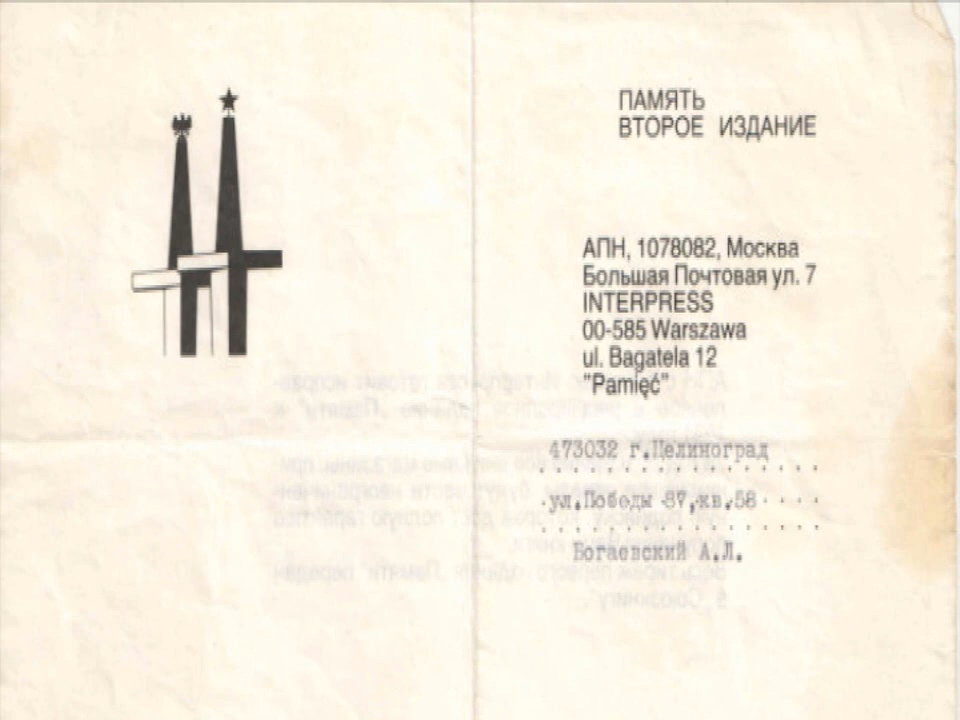 ПАМЯТЬ
ВТОРОЕ ИЗДАНИЕ
АПН, 1078082, Москва
Большая Почтовая ул. 7
INTERPRESS
00-585 Warszawa
ul. Bagatela 12
"Pamięć"
473032 г.Целиноград
ул.Победы 87,кв.58
Богаевский А.Л.